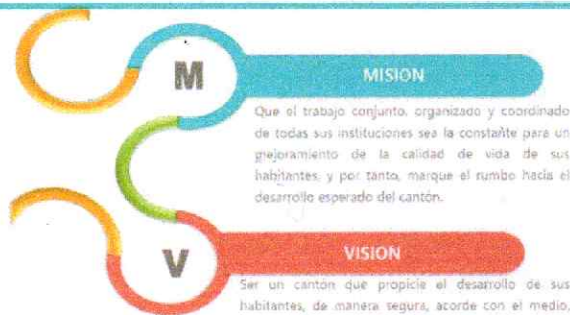 M
MISION
Que el trabajo conjunto, organizado y coordinado
de todas sus instituciones sea la constante para un
mejoramiento de la calidad de vida de sus
habitantes, y por tanto, marque el rumbo hacia el
desarrollo esperado del cantón.
V
VISION
Ser un cantón que propicie el desarrollo de sus
habitantes, de manera segura, acorde con el medio,